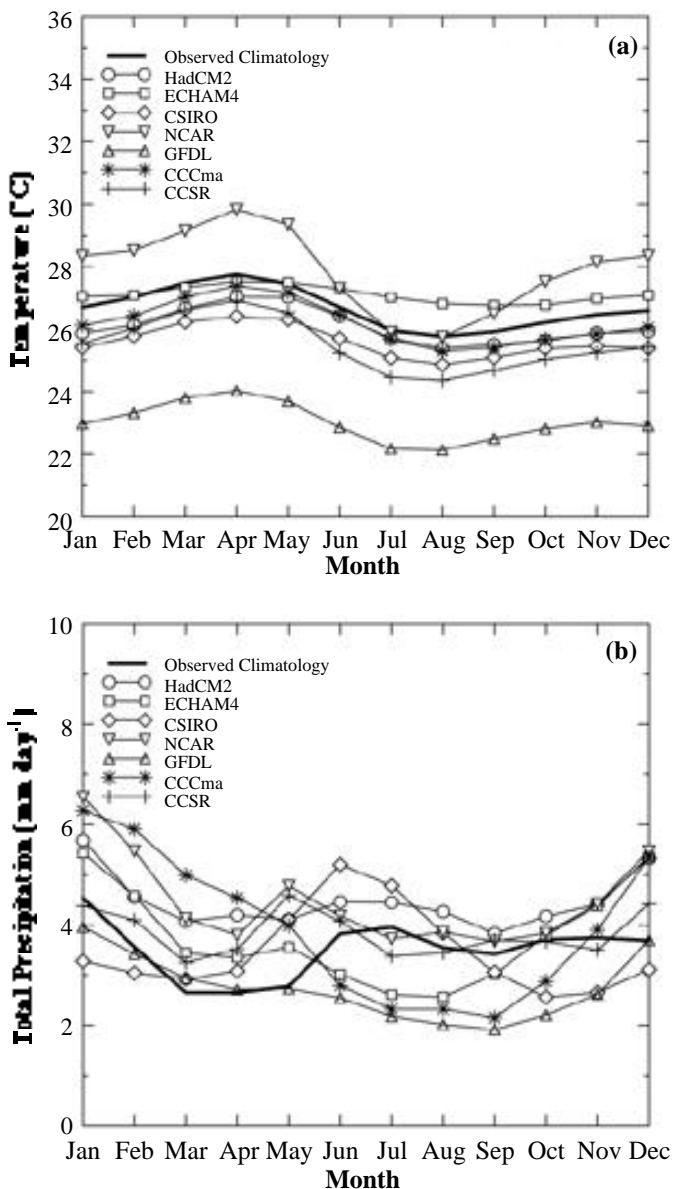 36
(a)
34
Observed Climatology
HadCM2
ECHAM4
32
CSIRO
NCAR
GFDL
CCCma
CCSR
30
28
26
24
22
20
Temperature (°C)
Jan Feb Mar Apr May Jun Jul Aug Sep Oct Nov Dec
Month
10
(b)
Observed Climatology
HadCM2
ECHAM4
8
CSIRO
NCAR
GFDL
CCCma
CCSR
6
4
2
0
Total Precipitation (mm day-1)
Jan Feb Mar Apr May Jun Jul Aug Sep Oct Nov Dec
Month